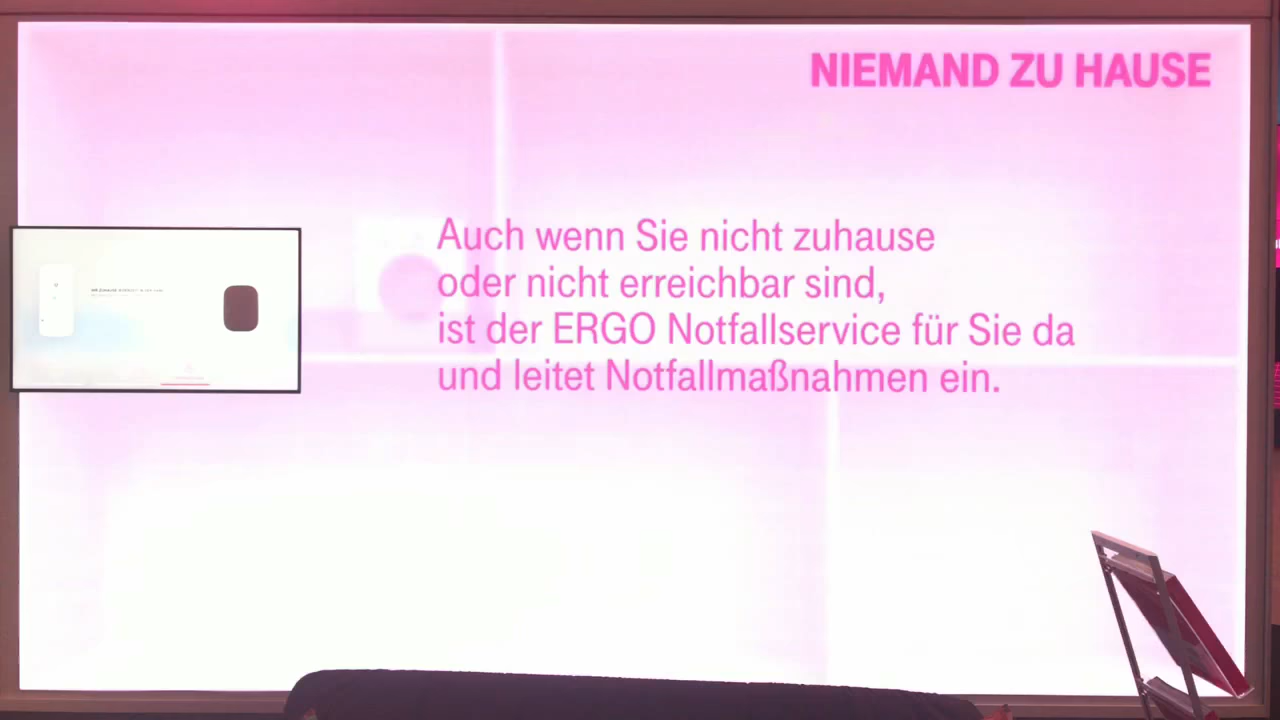 NIEMAND ZU HAUSE
Auch wenn Sie nicht zuhause
oder nicht erreichbar sind,
ist der ERGO Notfallservice für Sie da
und leitet Notfallmaßnahmen ein.